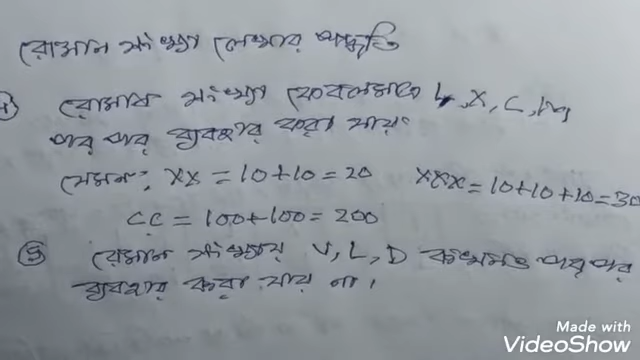 রোমান সংখ্যা লেখার পদ্ধতি
রোমান সংখ্যা কেবলমাত্র X, C, M
পর পর ব্যবহার করা যায়
যেমন: XX = 10+10 = 20 XXX = 10+10+10=30
CC = 100+100 = 200
রোমান সংখ্যায় V, L, D কখনও পর পর
ব্যবহার করা যায় না।
Made with
VideoShow